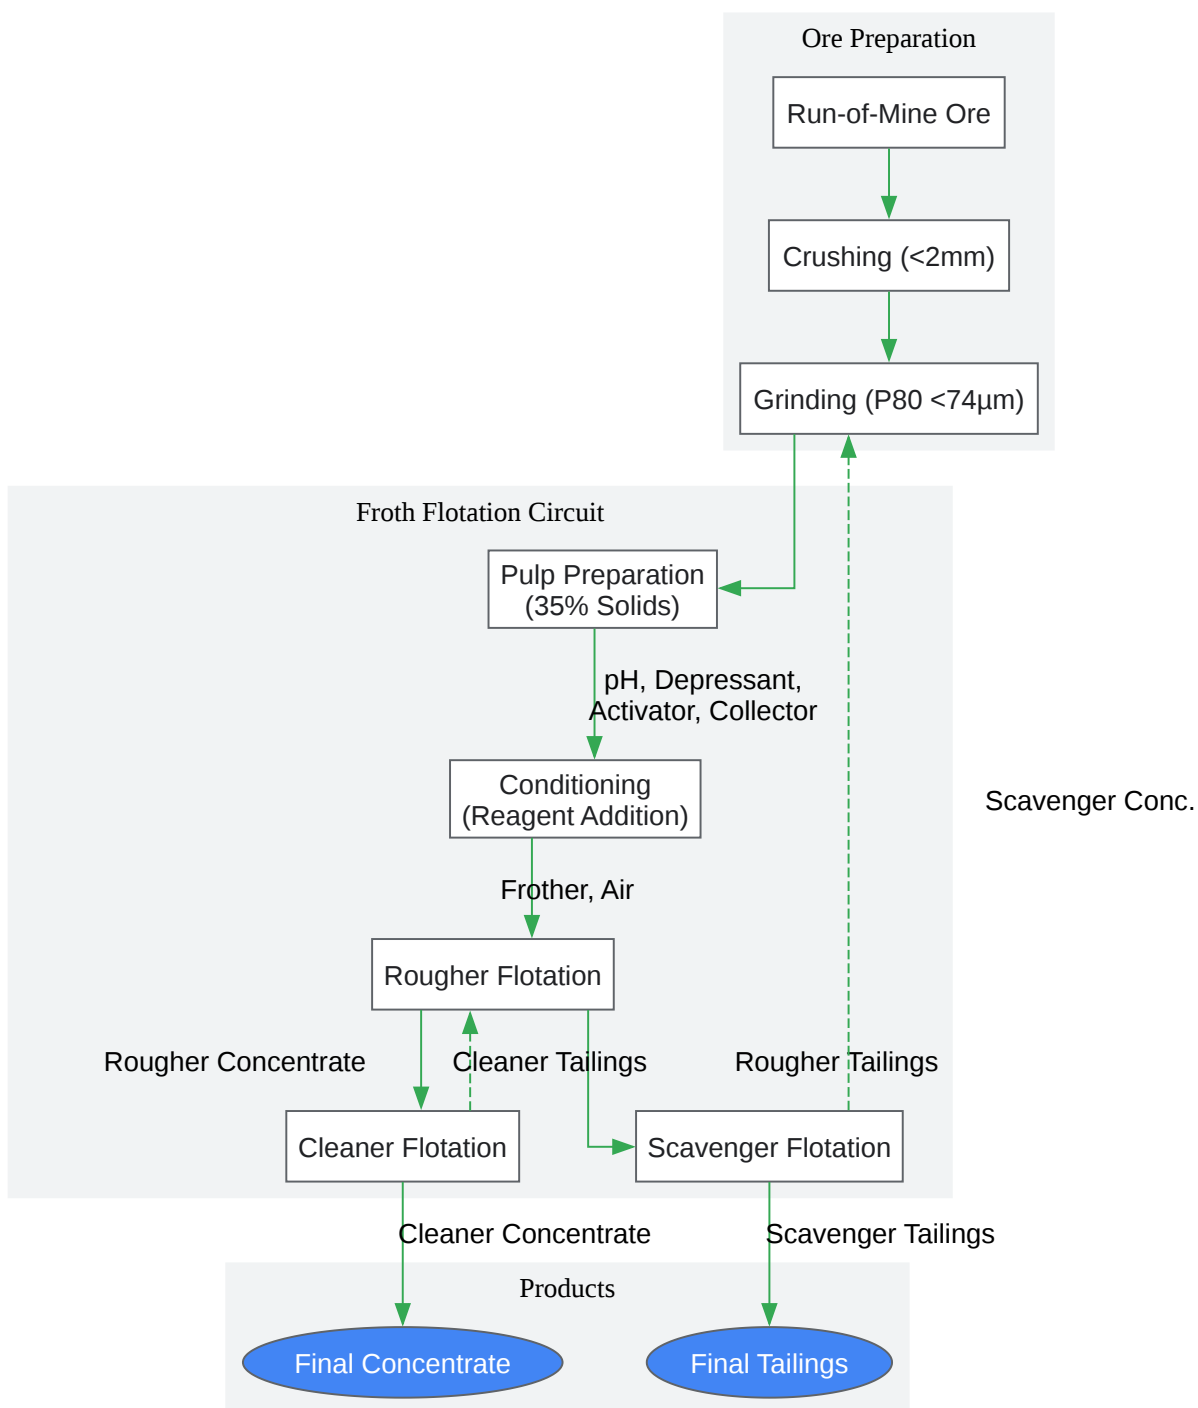 Ore Preparation
Run-of-Mine Ore
Crushing (<2mm)
Grinding (P80 <74µm)
Froth Flotation Circuit
Pulp Preparation
(35% Solids)
pH, Depressant,
Activator, Collector
Conditioning
(Reagent Addition)
Scavenger Conc.
Frother, Air
Rougher Flotation
Rougher Concentrate
Cleaner Tailings
Rougher Tailings
Cleaner Flotation
Scavenger Flotation
Cleaner Concentrate
Scavenger Tailings
Products
Final Concentrate
Final Tailings